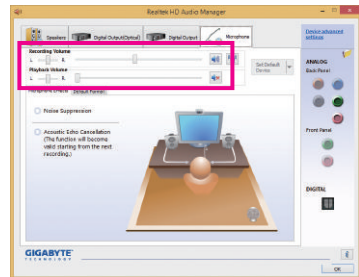 Realtek HD Audio Manager
Speakers
Digital Output(Optical)
Digital Output
Microphone
Device advanced settings
Recording Volume
L R
Set Default Device
Playback Volume
L R
ANALOG
Back Panel
Microphone Effects
Default Format
Noise Suppression
Acoustic Echo Cancellation
(The function will become
valid starting from the next
recording.)
Front Panel
DIGITAL
GIGABYTE
TECHNOLOGY
OK